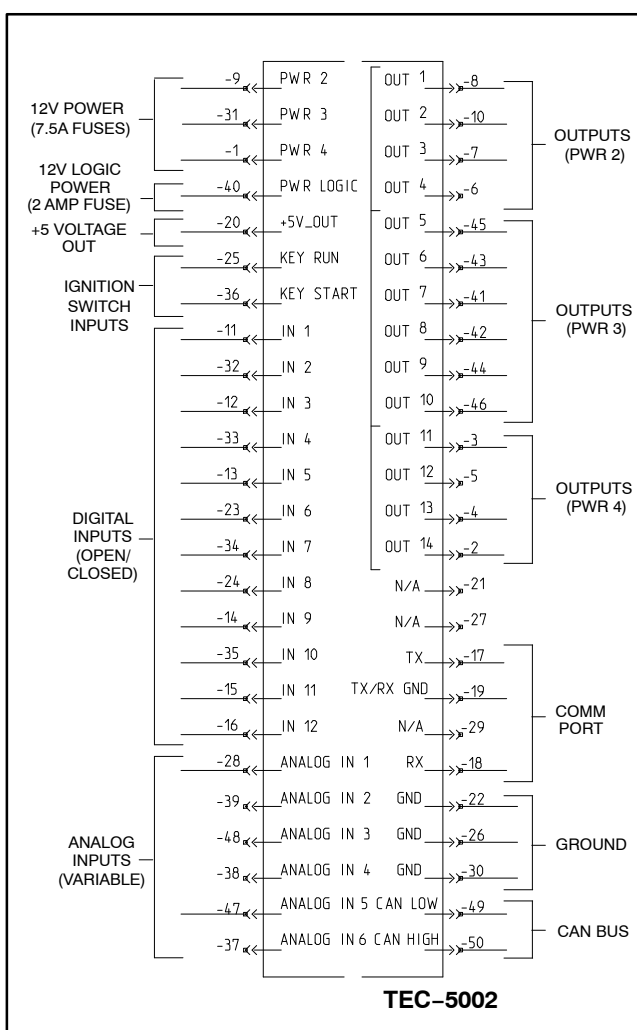 12V POWER
(7.5A FUSES)
12V LOGIC
POWER
(2 AMP FUSE)
+5 VOLTAGE
OUT
IGNITION
SWITCH
INPUTS
DIGITAL
INPUTS
(OPEN/
CLOSED)
ANALOG
INPUTS
(VARIABLE)
-9 PWR 2 OUT 1 -8
-31 PWR 3 OUT 2 -10
-1 PWR 4 OUT 3 -7
-40 PWR LOGIC OUT 4 -6
-20 +5V_OUT OUT 5 -45
-25 KEY RUN OUT 6 -43
-36 KEY START OUT 7 -41
-11 IN 1 OUT 8 -42
-32 IN 2 OUT 9 -44
-12 IN 3 OUT 10 -46
-33 IN 4 OUT 11 -3
-13 IN 5 OUT 12 -5
-23 IN 6 OUT 13 -4
-34 IN 7 OUT 14 -2
-24 IN 8 N/A -21
-14 IN 9 N/A -27
-35 IN 10 TX -17
-15 IN 11 TX/RX GND -19
-16 IN 12 N/A -29
-28 ANALOG IN 1 RX -18
-39 ANALOG IN 2 GND -22
-48 ANALOG IN 3 GND -26
-38 ANALOG IN 4 GND -30
-47 ANALOG IN 5 CAN LOW -49
-37 ANALOG IN 6 CAN HIGH -50
OUTPUTS
(PWR 2)
OUTPUTS
(PWR 3)
OUTPUTS
(PWR 4)
COMM
PORT
GROUND
CAN BUS
TEC–5002